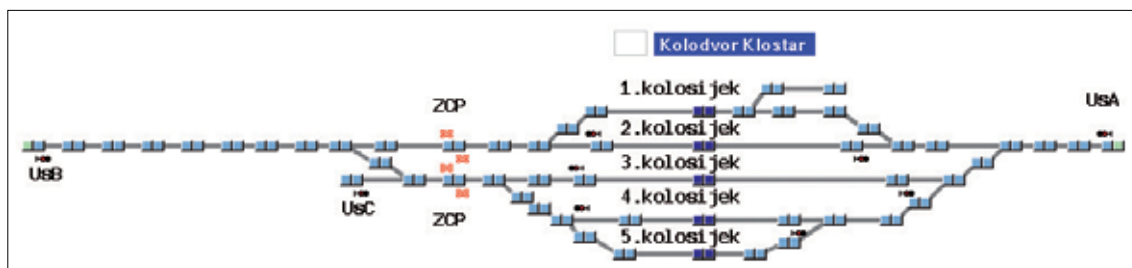 Kolodvor Klostar
1.kolosijek
ZCP
UsA
2.kolosijek
3.kolosijek
UsB
4.kolosijek
UsC
ZCP
5.kolosijek